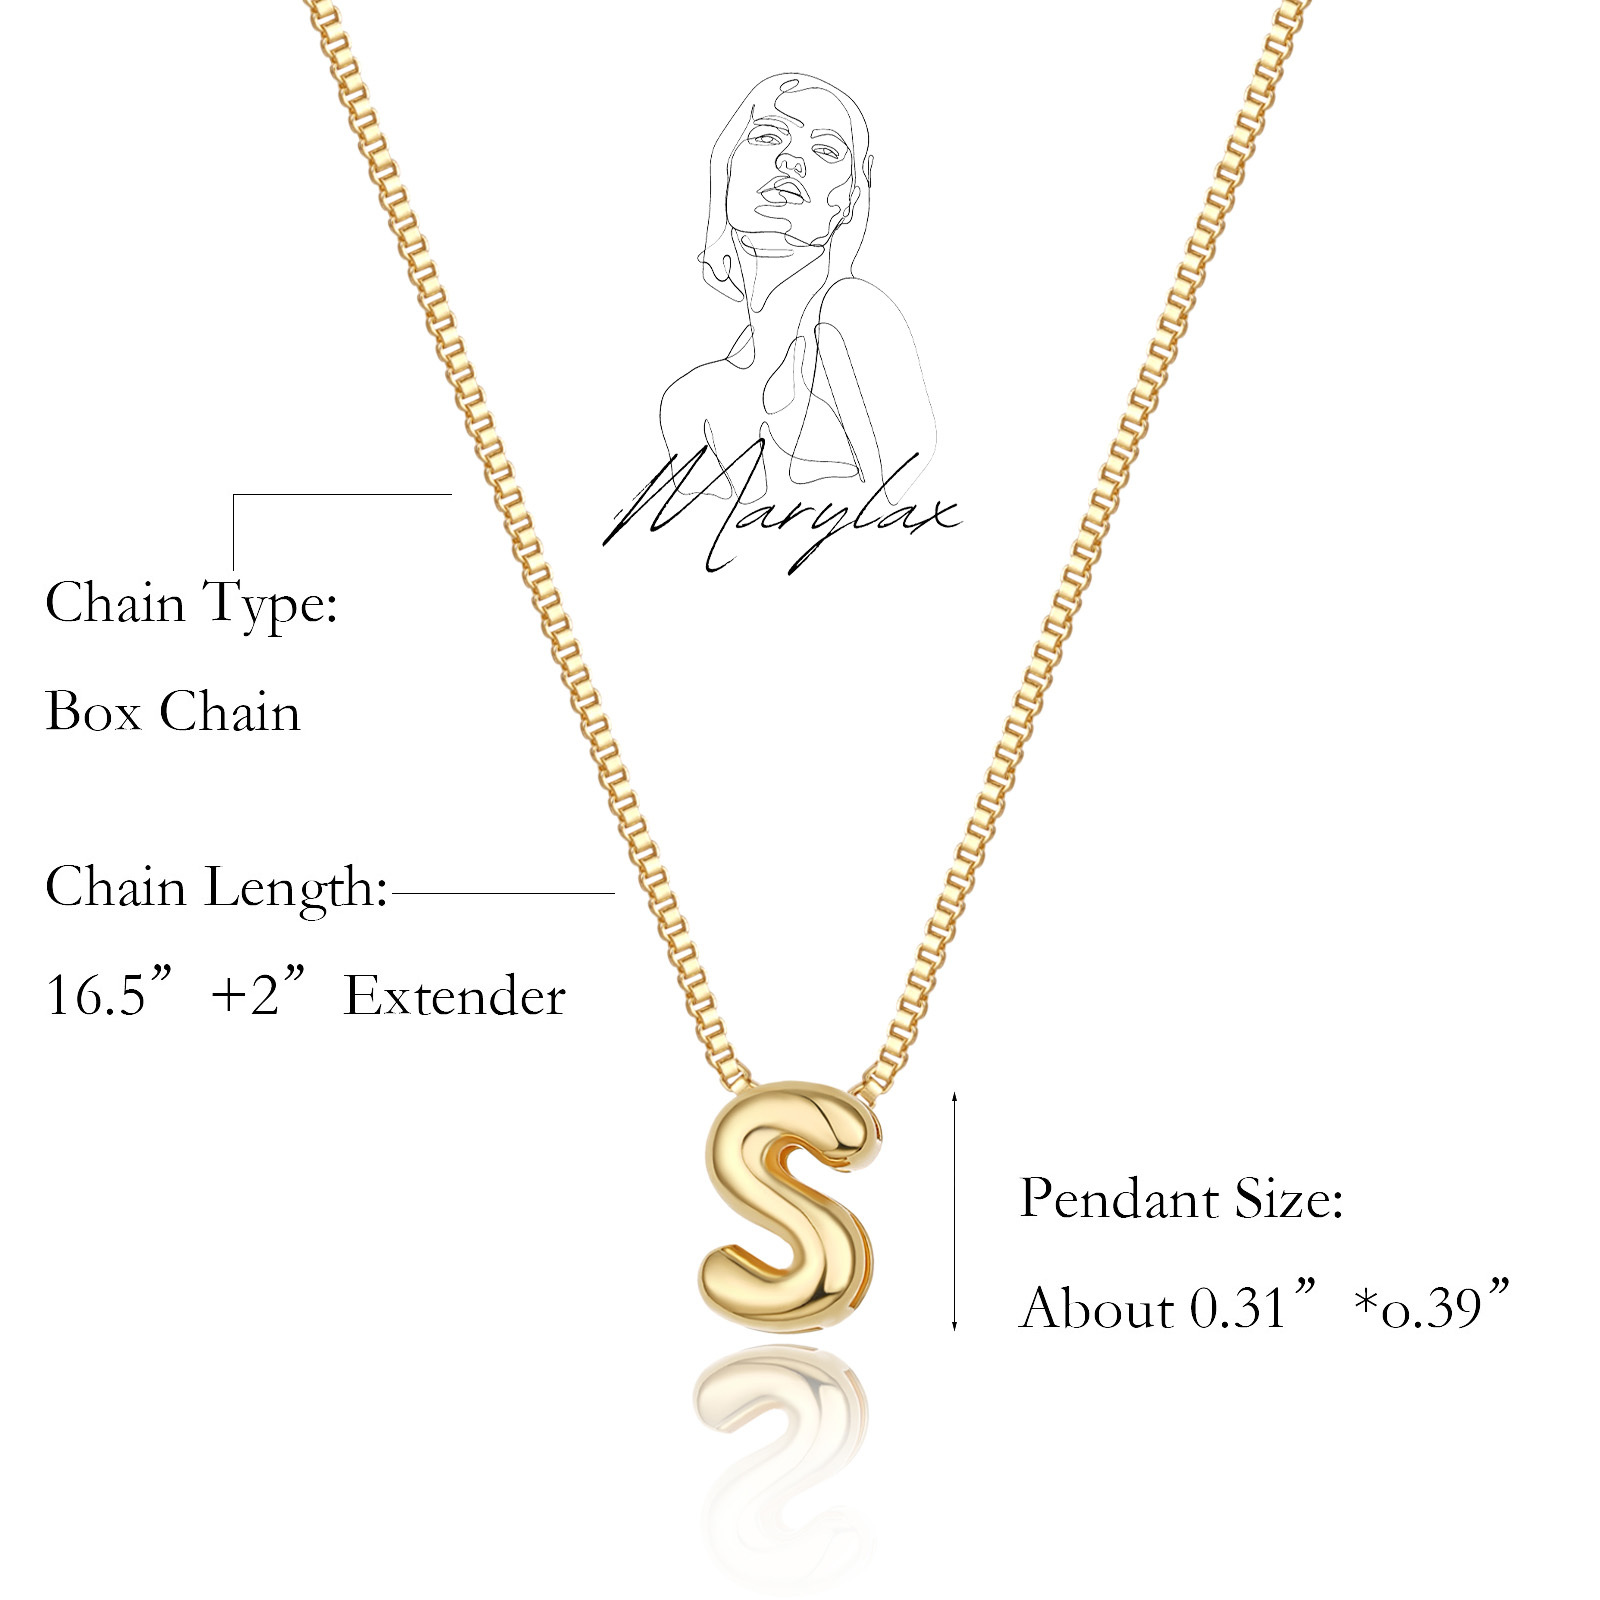 Marylax
Chain Type:
Box Chain
Chain Length:
16.5” +2” Extender
S
Pendant Size:
About 0.31” *o.39”